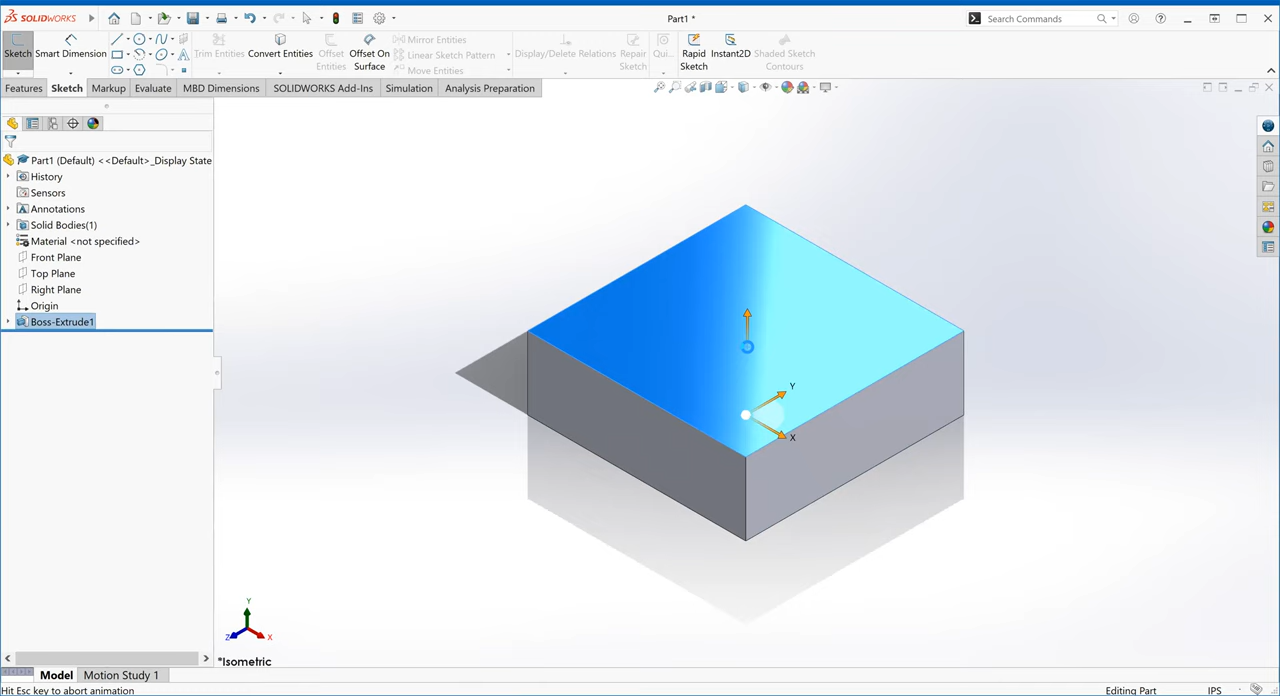 SOLIDWORKS
Part1 *
Search Commands
Sketch
Smart Dimension
Trim Entities
Convert Entities
Offset
Entities
Offset On
Surface
Mirror Entities
Linear Sketch Pattern
Move Entities
Display/Delete Relations
Repair
Sketch
Qui...
Rapid
Sketch
Instant2D
Shaded Sketch
Contours
Features
Sketch
Markup
Evaluate
MBD Dimensions
SOLIDWORKS Add-Ins
Simulation
Analysis Preparation
Part1 (Default) <<Default>_Display State
History
Sensors
Annotations
Solid Bodies(1)
Material <not specified>
Front Plane
Top Plane
Right Plane
Origin
Boss-Extrude1
Y
X
Y
Z
X
*Isometric
Model
Motion Study 1
Hit Esc key to abort animation
Editing Part
IPS